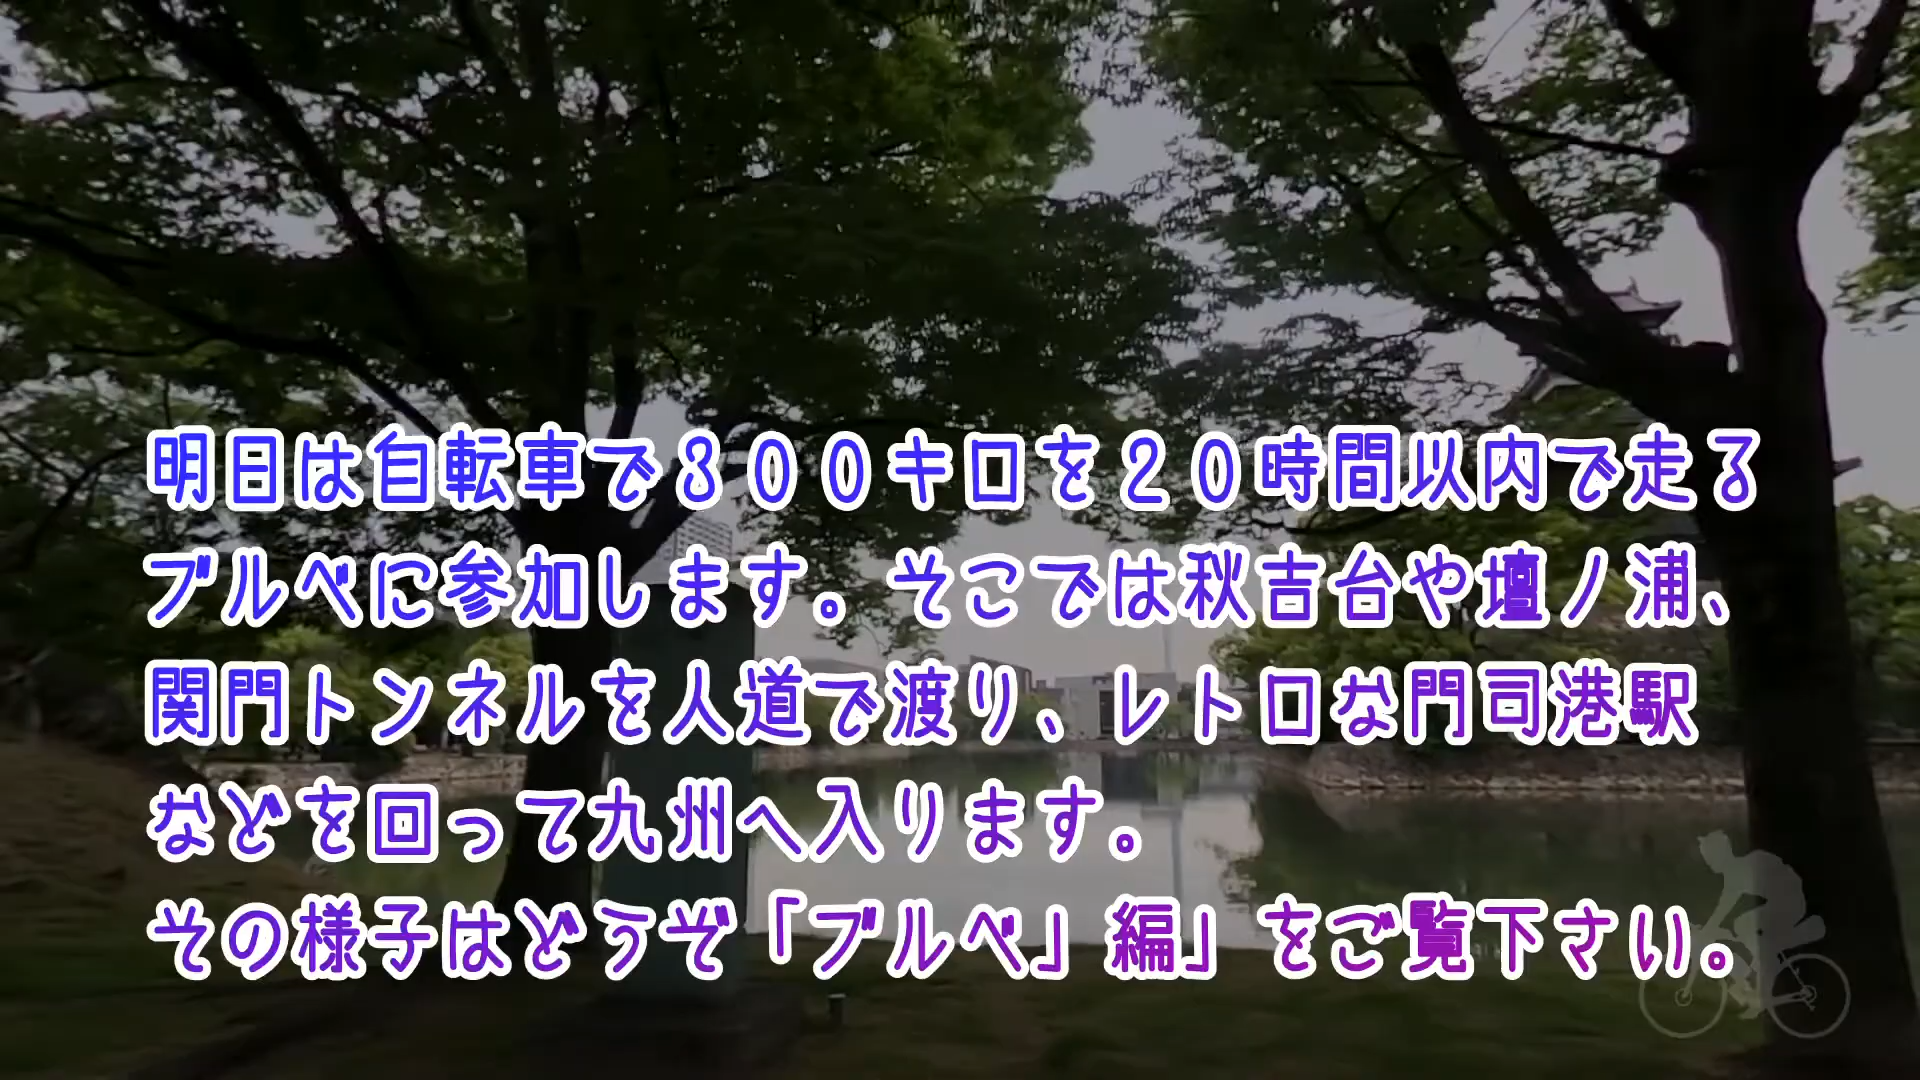 明日は自転車で３００キロを２０時間以内で走る
ブルベに参加します。そこでは秋吉台や壇ノ浦、
関門トンネルを人道で渡り、レトロな門司港駅
などを回って九州へ入ります。
その様子はどうぞ「ブルベ」編」をご覧下さい。